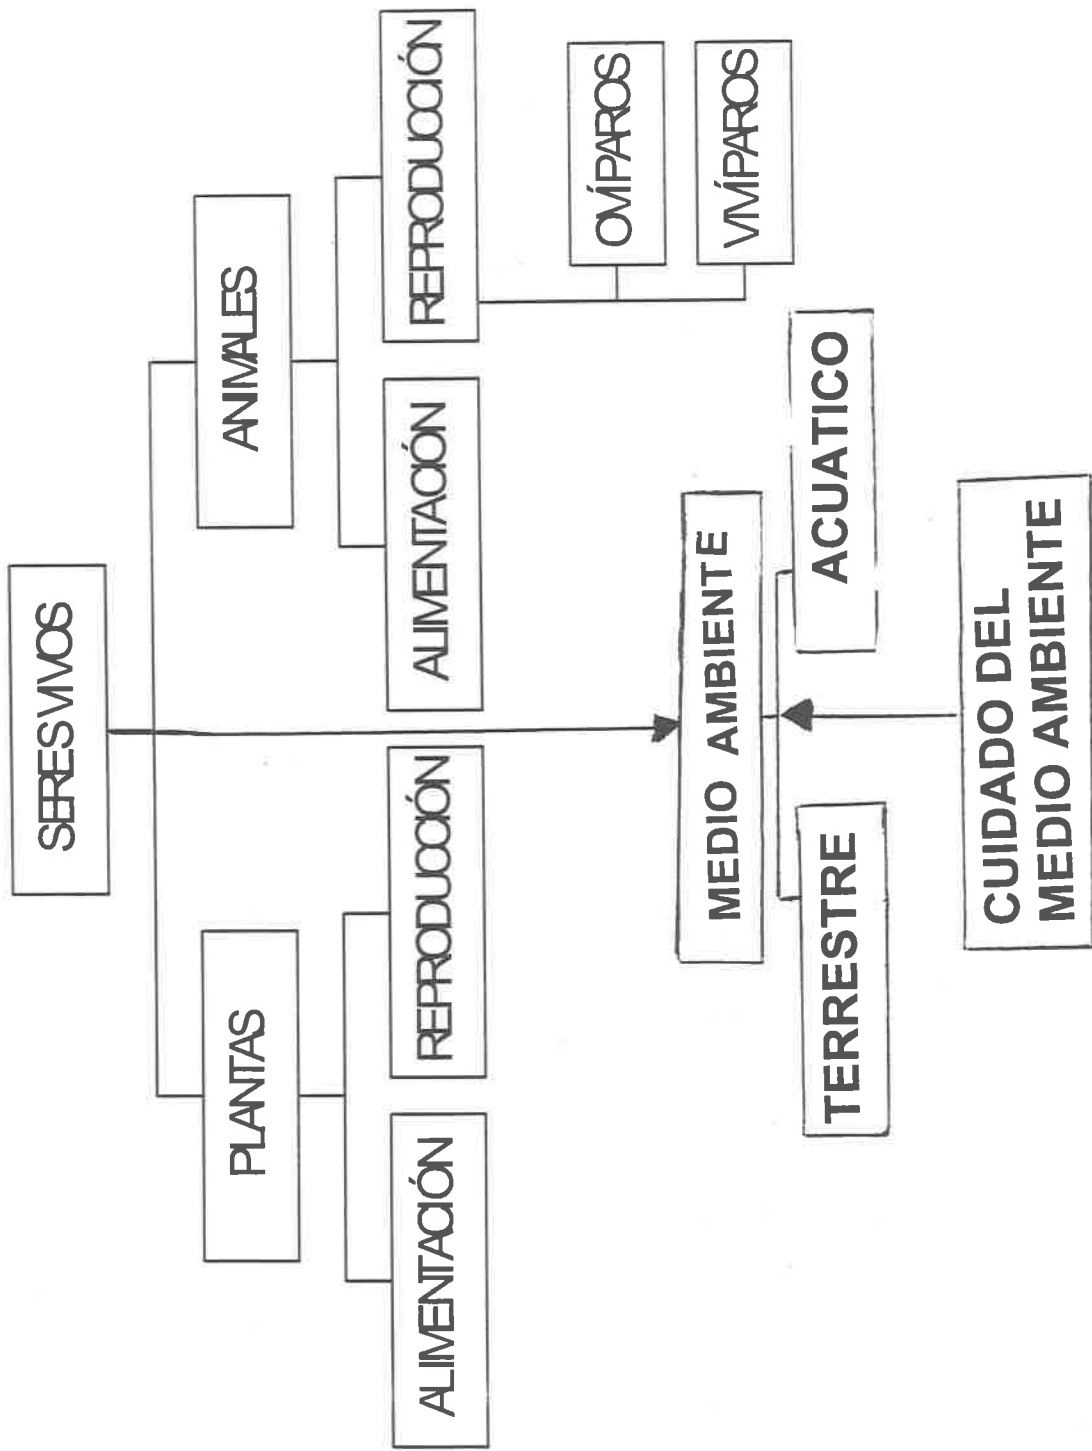 SERES VIVOS
PLANTAS
ANIMALES
ALIMENTACIÓN
REPRODUCCIÓN
ALIMENTACIÓN
REPRODUCCIÓN
OVÍPAROS
VIVÍPAROS
MEDIO AMBIENTE
TERRESTRE
ACUATICO
CUIDADO DEL
MEDIO AMBIENTE